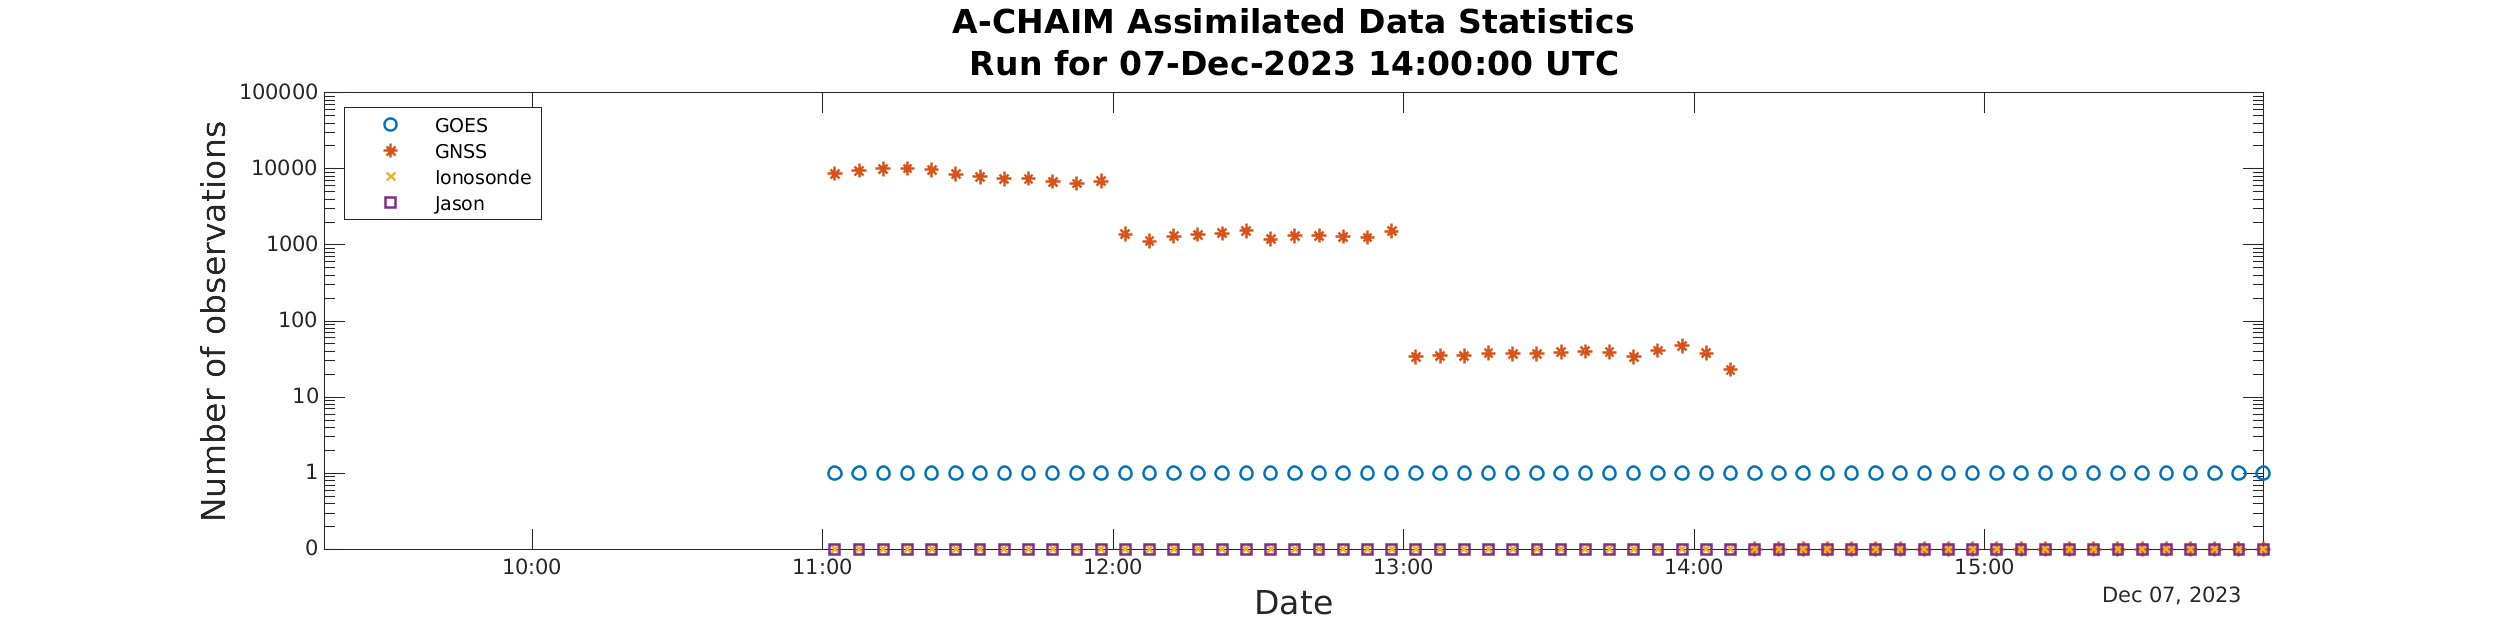 A-CHAIM Assimilated Data Statistics
Run for 07-Dec-2023 14:00:00 UTC
Number of observations
100000
10000
1000
100
10
1
0
GOES
GNSS
Ionosonde
Jason
10:00 11:00 12:00 13:00 14:00 15:00
Date
Dec 07, 2023